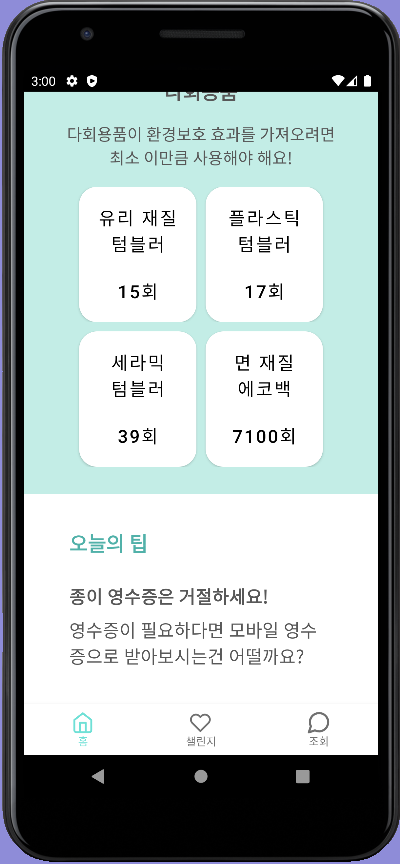 3:00
다회용품
다회용품이 환경보호 효과를 가져오려면
최소 이만큼 사용해야 해요!
유리 재질
텀블러
15회
플라스틱
텀블러
17회
세라믹
텀블러
39회
면 재질
에코백
7100회
오늘의 팁
종이 영수증은 거절하세요!
영수증이 필요하다면 모바일 영수
증으로 받아보시는건 어떨까요?
홈
챌린지
조회